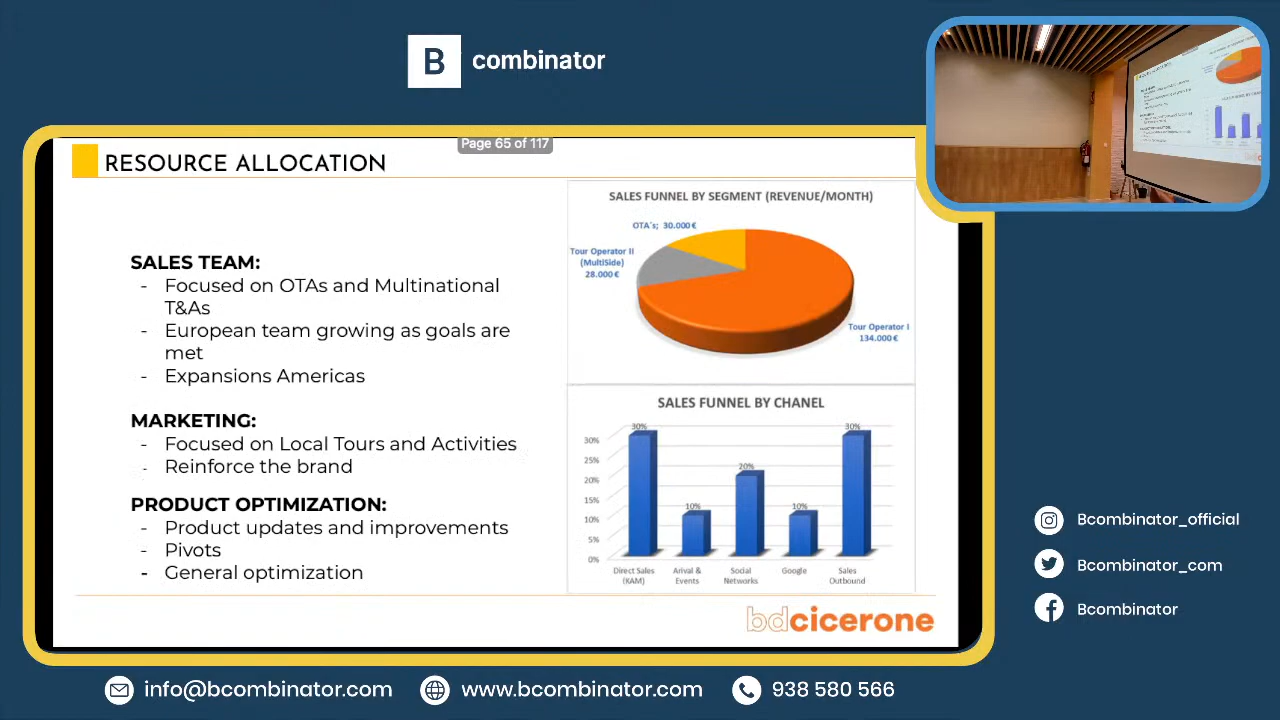 B combinator
Page 65 of 117
RESOURCE ALLOCATION
SALES TEAM:
- Focused on OTAs and Multinational
T&As
- European team growing as goals are
met
- Expansions Americas
MARKETING:
- Focused on Local Tours and Activities
- Reinforce the brand
PRODUCT OPTIMIZATION:
- Product updates and improvements
- Pivots
- General optimization
SALES FUNNEL BY SEGMENT (REVENUE/MONTH)
OTA´s; 30.000 €
Tour Operator II
(MultiSide)
28.000 €
Tour Operator I
134.000 €
SALES FUNNEL BY CHANEL
30%
25%
20%
15%
10%
5%
0%
30%
10%
20%
10%
30%
Direct Sales
(KAM)
Arival &
Events
Social
Networks
Google
Sales
Outbound
bdcicerone
Bcombinator_official
Bcombinator_com
Bcombinator
info@bcombinator.com
www.bcombinator.com
938 580 566